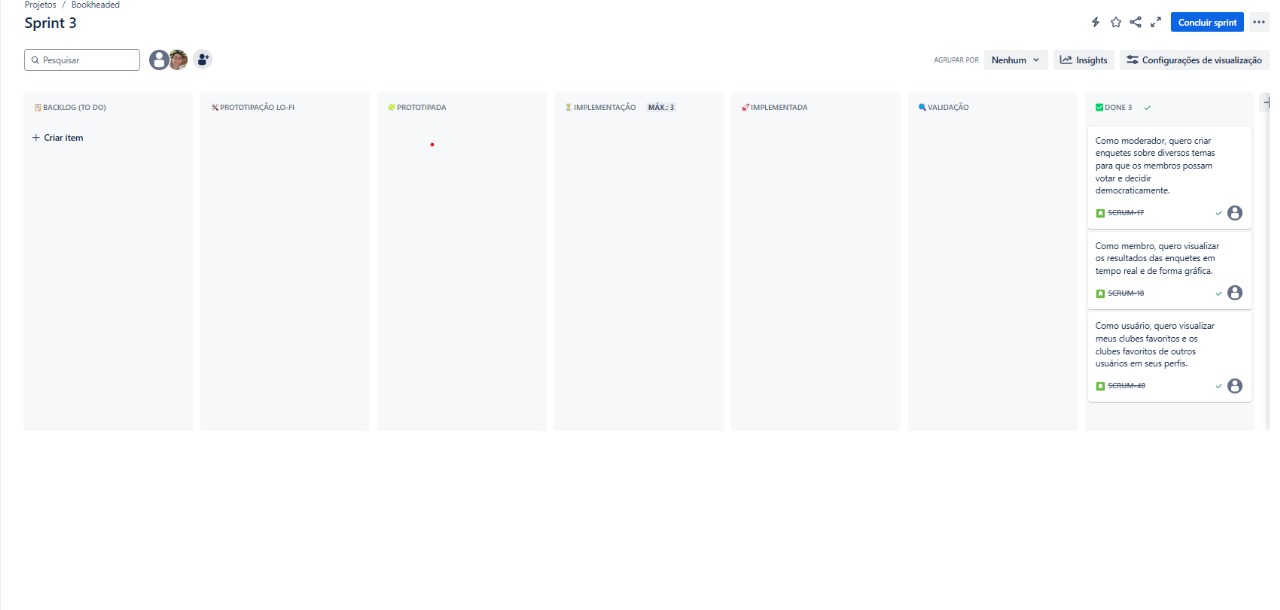 Projetos / Bookheaded
Sprint 3
Concluir sprint
Pesquisar
AGRUPAR POR
Nenhum
Insights
Configurações de visualização
BACKLOG (TO DO)
Criar item
PROTOTIPAÇÃO LO-FI
PROTOTIPADA
IMPLEMENTAÇÃO MÁX.: 3
IMPLEMENTADA
VALIDAÇÃO
DONE 3
Como moderador, quero criar
enquetes sobre diversos temas
para que os membros possam
votar e decidir
democraticamente.
SCRUM-17
Como membro, quero visualizar
os resultados das enquetes em
tempo real e de forma gráfica.
SCRUM-18
Como usuário, quero visualizar
meus clubes favoritos e os
clubes favoritos de outros
usuários em seus perfis.
SCRUM-40